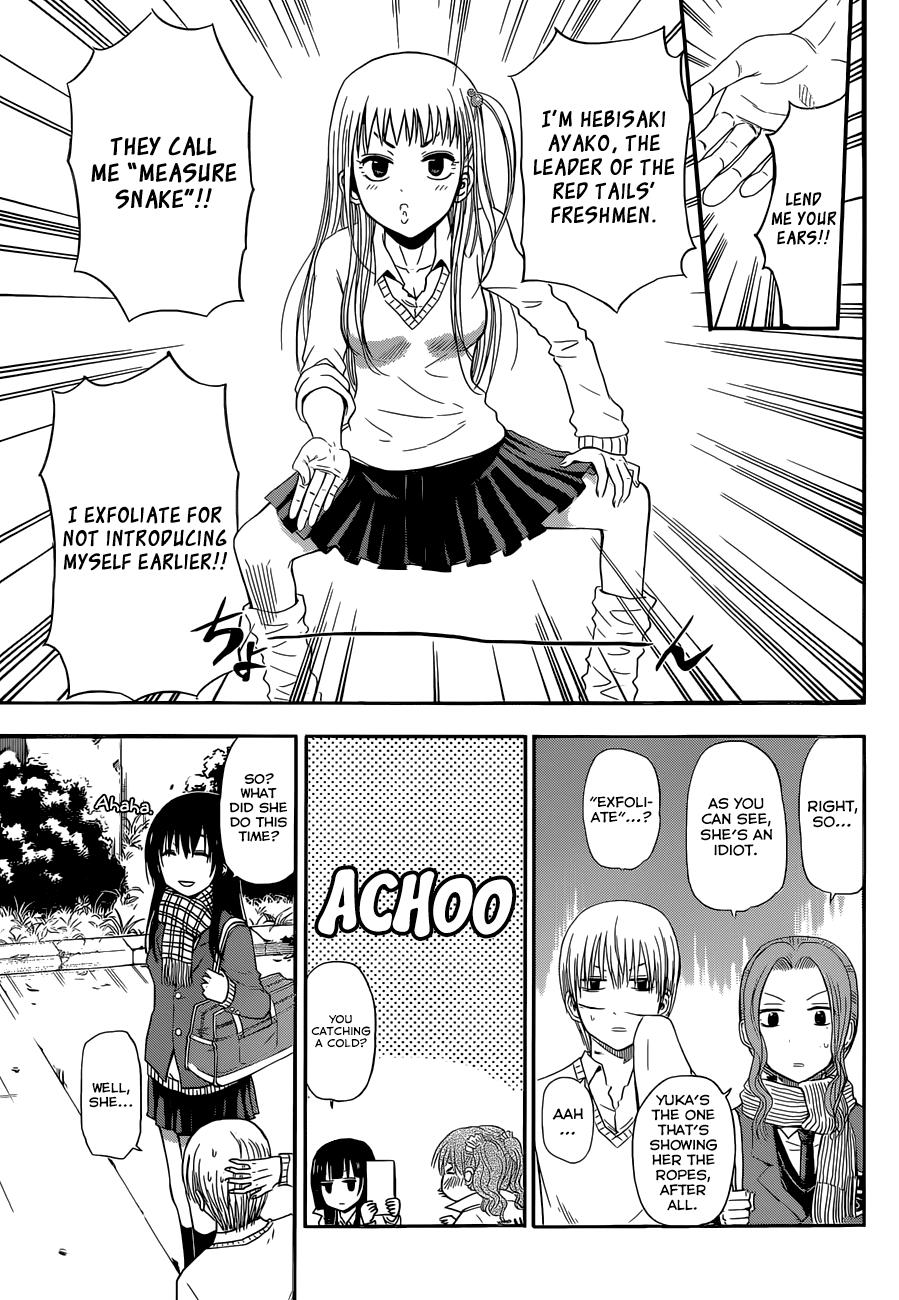 LEND
ME YOUR
EARS!!
I'M HEBISAKI
AYAKO, THE
LEADER OF THE
RED TAILS'
FRESHMEN.
THEY CALL
ME "MEASURE
SNAKE"!!
I EXFOLIATE FOR
NOT INTRODUCING
MYSELF EARLIER!!
ちょ
ん
RIGHT,
SO...
AS YOU
CAN SEE,
SHE'S AN
IDIOT.
"EXFOLI-
ATE"...?
YUKA'S
THE ONE
THAT'S
SHOWING
HER THE
ROPES,
AFTER
ALL.
AAH
...
ACHOO
YOU
CATCHING
A COLD?
SO?
WHAT
DID SHE
DO THIS
TIME?
Ahaha.
WELL,
SHE...